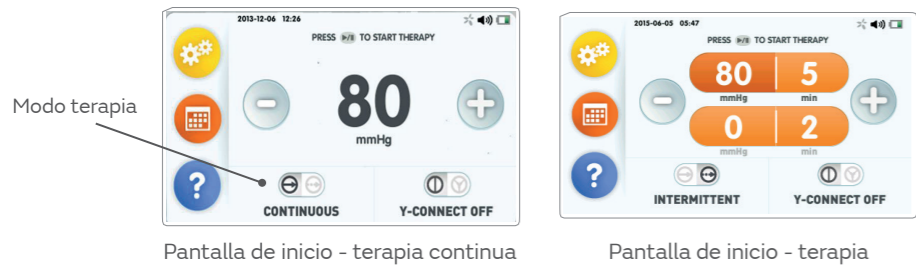 2013-12-06 12:26
PRESS TO START THERAPY
80
mmHg
CONTINUOUS
Y-CONNECT OFF
Modo terapia
Pantalla de inicio - terapia continua
2015-06-05 05:47
PRESS TO START THERAPY
80 5
mmHg min
0 2
mmHg min
INTERMITTENT
Y-CONNECT OFF
Pantalla de inicio - terapia